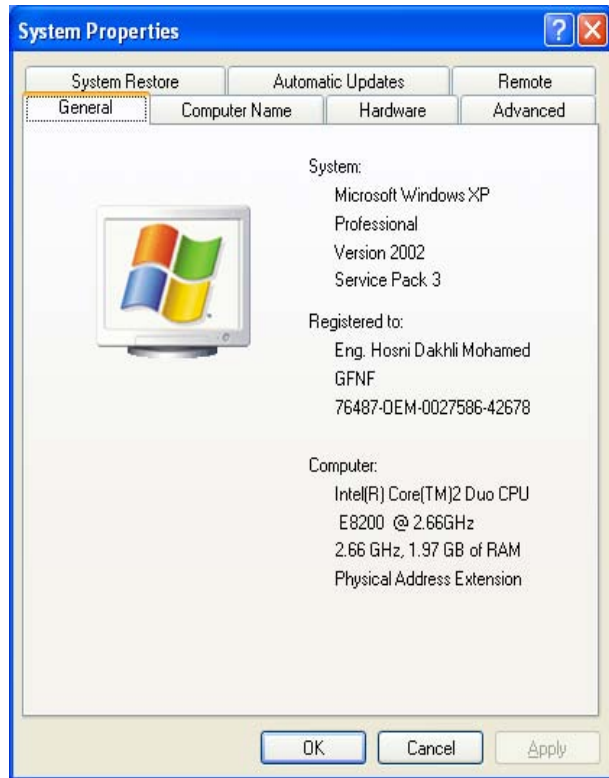 System Properties
System Restore Automatic Updates Remote
General Computer Name Hardware Advanced
System:
Microsoft Windows XP
Professional
Version 2002
Service Pack 3
Registered to:
Eng. Hosni Dakhli Mohamed
GFNF
76487-OEM-0027586-42678
Computer:
Intel(R) Core(TM)2 Duo CPU
E8200 @ 2.66GHz
2.66 GHz, 1.97 GB of RAM
Physical Address Extension
OK Cancel Apply